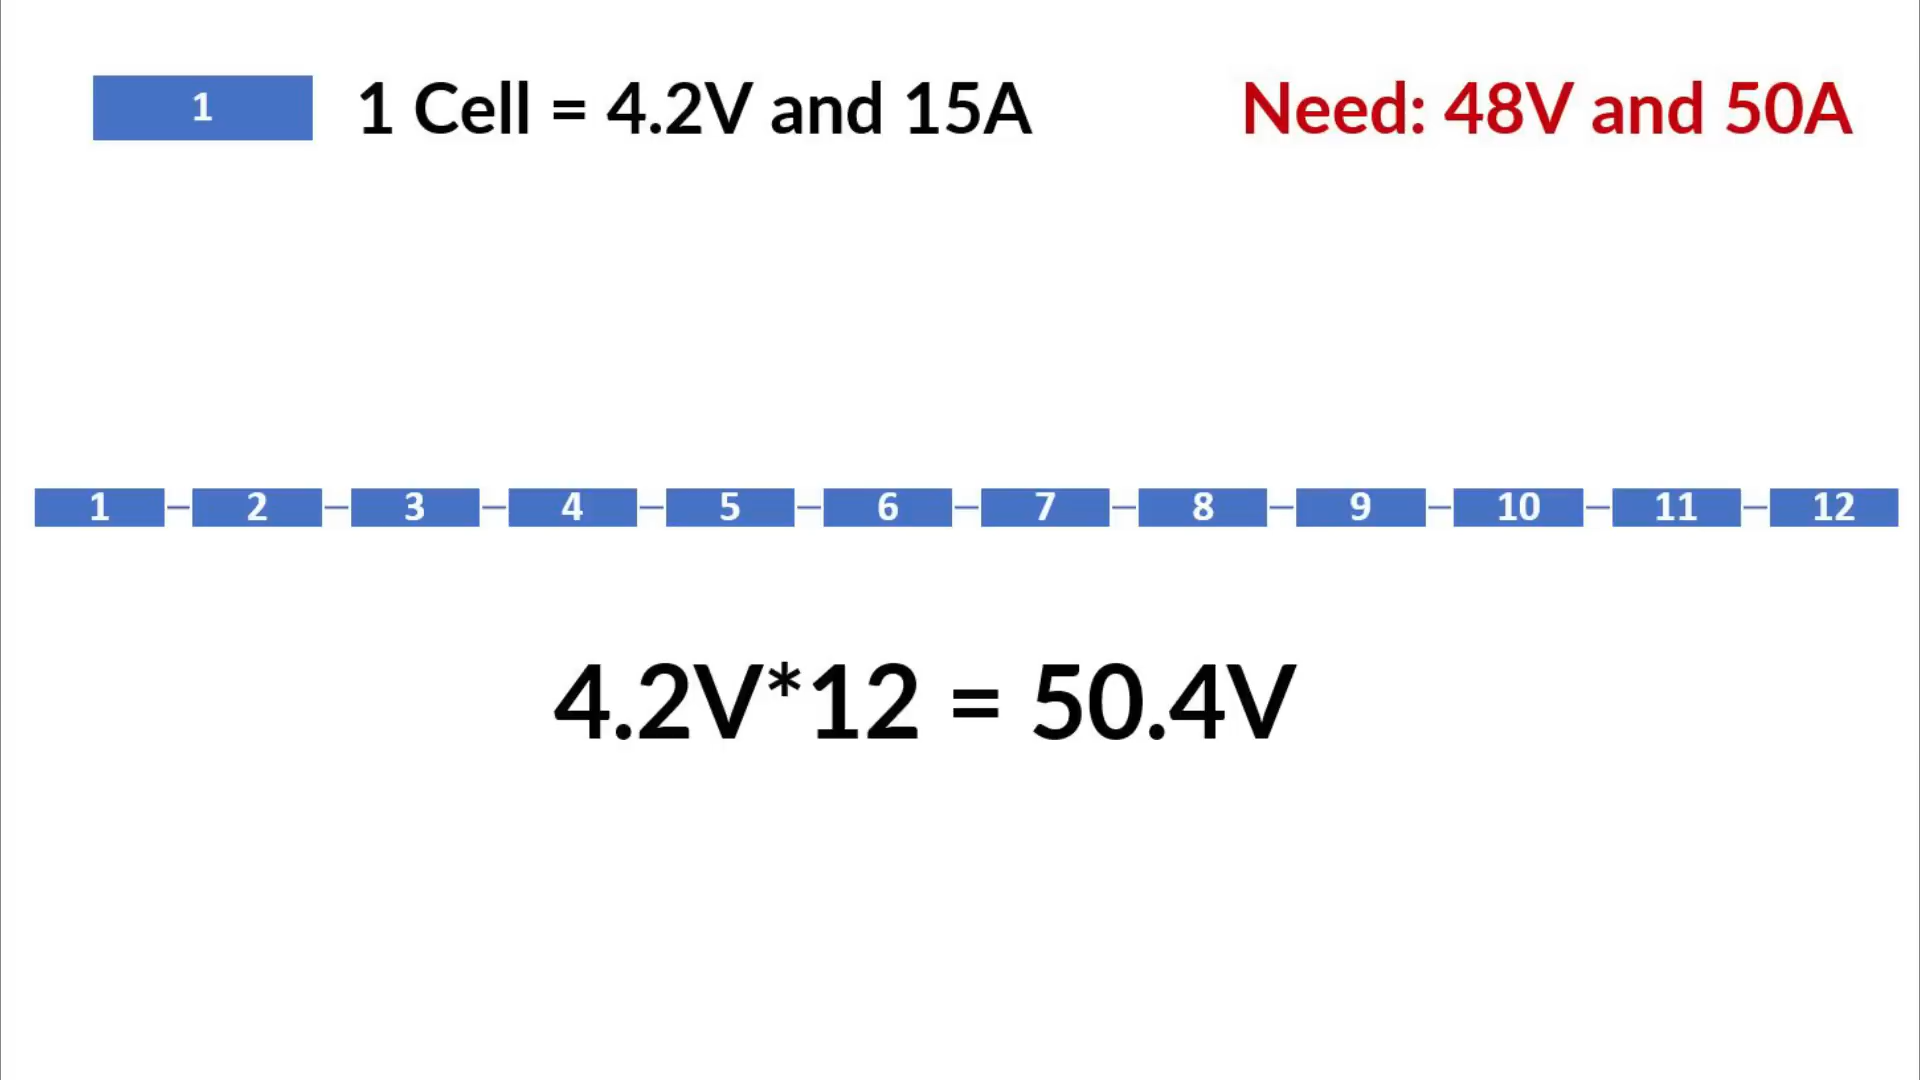 1 1 Cell = 4.2V and 15A Need: 48V and 50A
1 2 3 4 5 6 7 8 9 10 11 12
4.2V*12 = 50.4V